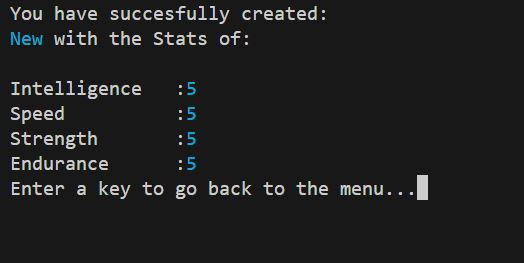 You have succesfully created:
New with the Stats of:
Intelligence   :5
Speed          :5
Strength       :5
Endurance      :5
Enter a key to go back to the menu...